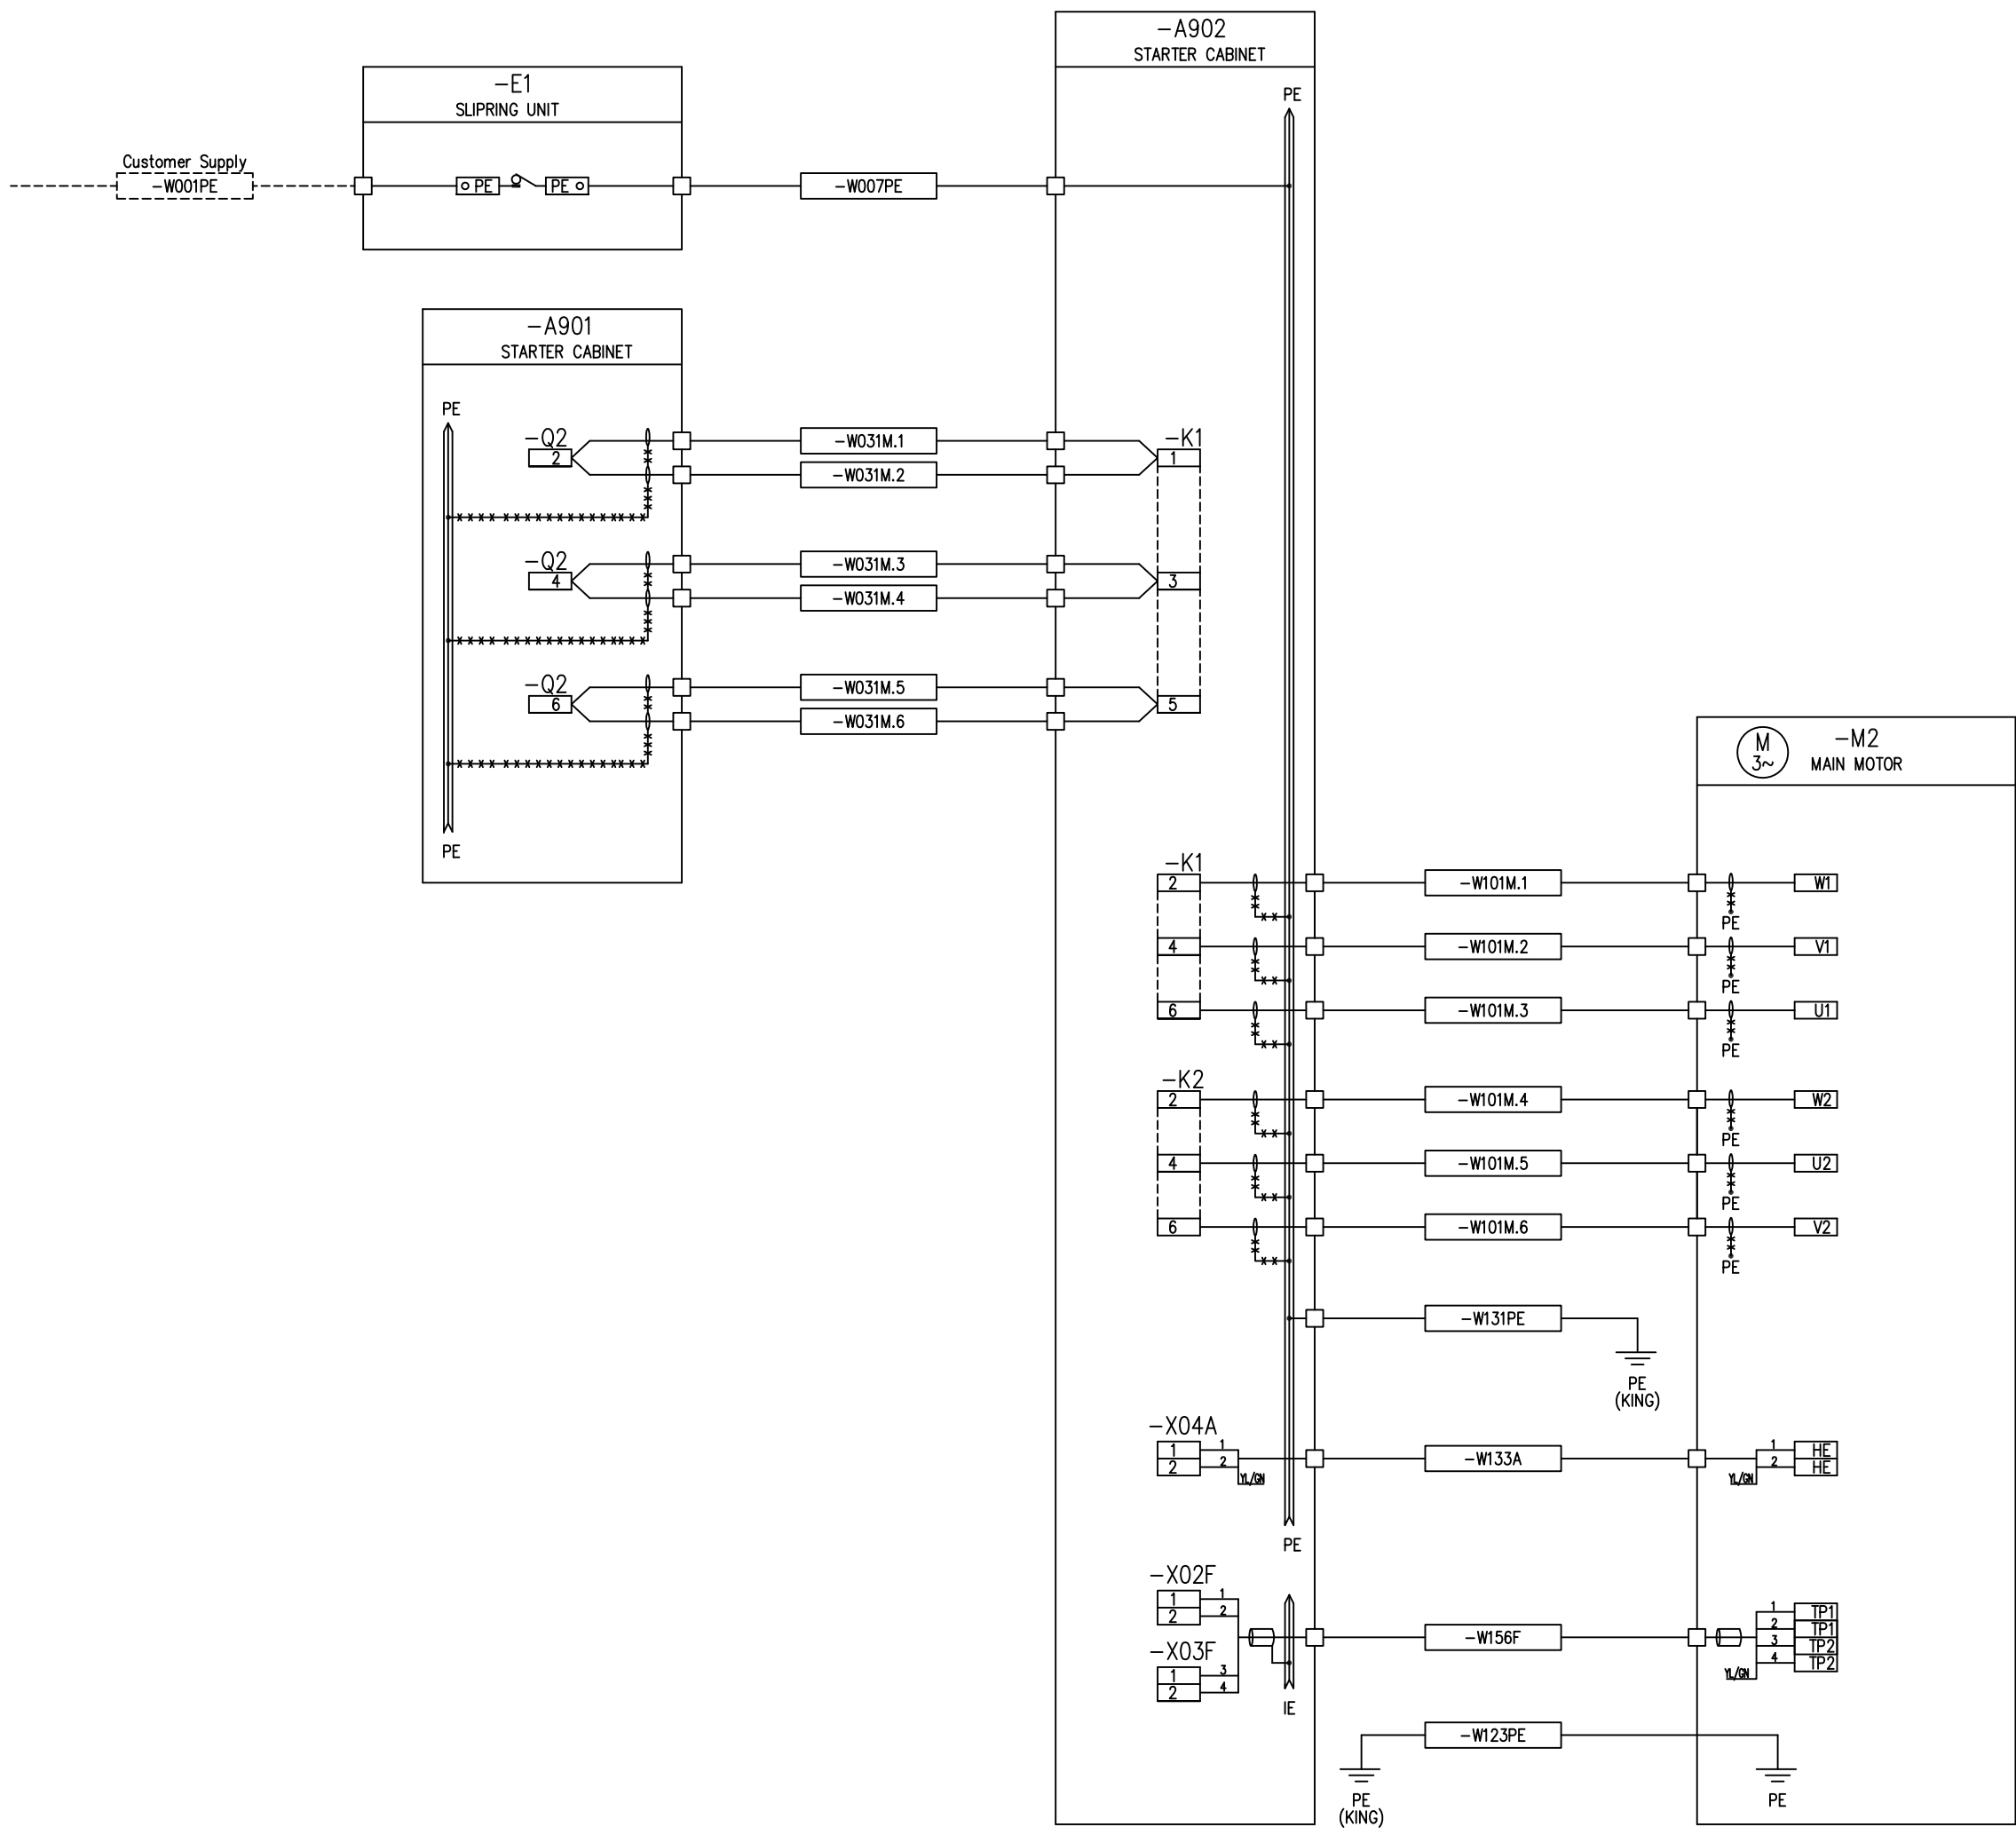 -A902
STARTER CABINET
PE
-E1
SLIPRING UNIT
Customer Supply
-W001PE
PE
PE
-W007PE
-A901
STARTER CABINET
PE
-Q2
2
-W031M.1
-W031M.2
-K1
1
-Q2
4
-W031M.3
-W031M.4
3
-Q2
6
-W031M.5
-W031M.6
5
PE
M
3~
-M2
MAIN MOTOR
-K1
2
-W101M.1
W1
PE
4
-W101M.2
V1
PE
6
-W101M.3
U1
PE
-K2
2
-W101M.4
W2
PE
4
-W101M.5
U2
PE
6
-W101M.6
V2
PE
-W131PE
PE
(KING)
-X04A
1 1
2 2
YL/GN
-W133A
1 HE
2 HE
YL/GN
PE
-X02F
1 1
2 2
-W156F
1 TP1
2 TP1
3 TP2
4 TP2
YL/GN
-X03F
1 3
2 4
IE
-W123PE
PE
(KING)
PE